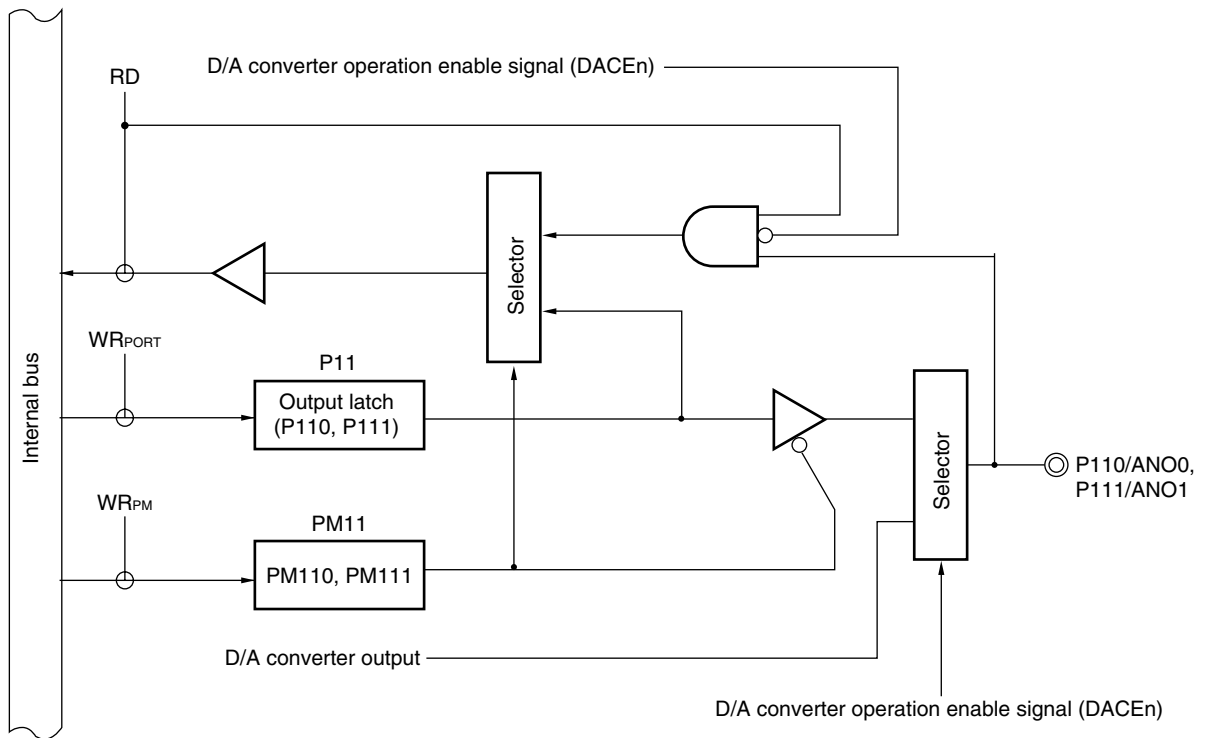 D/A converter operation enable signal (DACEn)
RD
Selector
WRPORT
P11
Output latch
(P110, P111)
Internal bus
Selector
P110/ANO0,
P111/ANO1
WRPM
PM11
PM110, PM111
D/A converter output
D/A converter operation enable signal (DACEn)